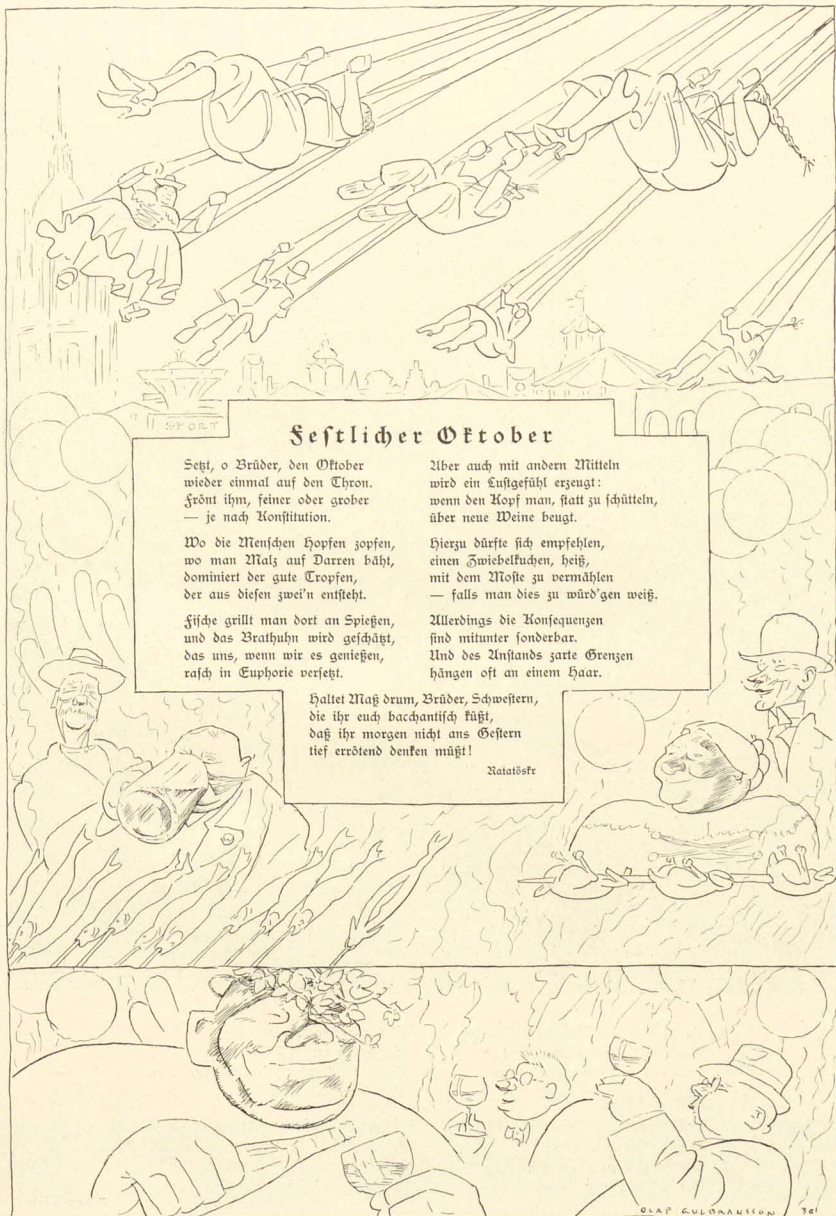 SPORT
Festlicher Oktober
Setzt, o Brüder, den Oktober
wieder einmal auf den Thron.
Frönt ihm, feiner oder grober
— je nach Konstitution.
Wo die Menschen Hopfen zopfen,
wo man Malz auf Darren bäht,
dominiert der gute Tropfen,
der aus diesen zwei'n entsteht.
Fische grillt man dort an Spießen,
und das Brathuhn wird geschätzt,
das uns, wenn wir es genießen,
rasch in Euphorie versetzt.
Aber auch mit andern Mitteln
wird ein Lustgefühl erzeugt:
wenn den Kopf man, statt zu schütteln,
über neue Weine beugt.
Hierzu dürfte sich empfehlen,
einen Zwiebelkuchen, heiß,
mit dem Moste zu vermählen
— falls man dies zu würd'gen weiß.
Allerdings die Konsequenzen
sind mitunter sonderbar.
Und des Anstands zarte Grenzen
hängen oft an einem Haar.
Haltet Maß drum, Brüder, Schwestern,
die ihr euch bacchantisch küßt,
daß ihr morgen nicht ans Gestern
tief errötend denken müßt!
Ratatöskr
OLAF GULBRANSSON 36